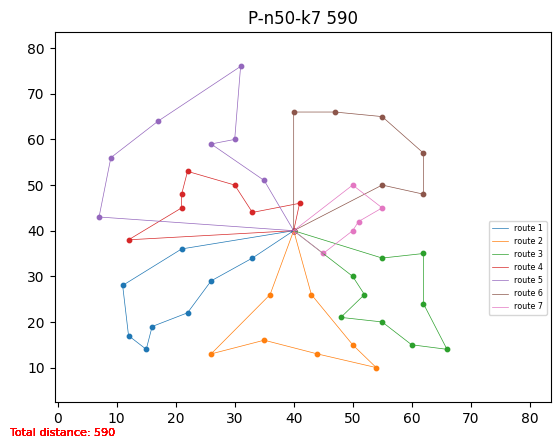 P-n50-k7 590
80
70
60
50
40
30
20
10
0 10 20 30 40 50 60 70 80
route 1
route 2
route 3
route 4
route 5
route 6
route 7
Total distance: 590